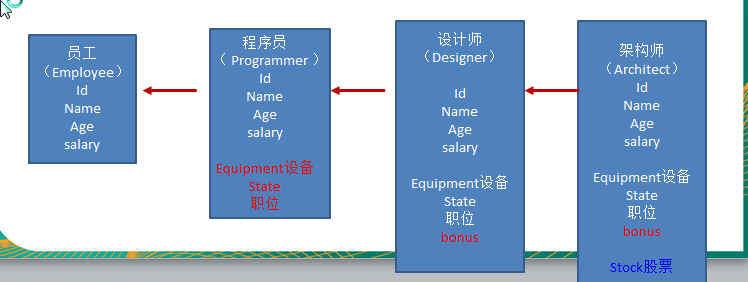 员工
（Employee）
Id
Name
Age
salary
程序员
（ Programmer ）
Id
Name
Age
salary
Equipment设备
State
职位
设计师
（Designer）
Id
Name
Age
salary
Equipment设备
State
职位
bonus
架构师
（Architect）
Id
Name
Age
salary
Equipment设备
State
职位
bonus
Stock股票